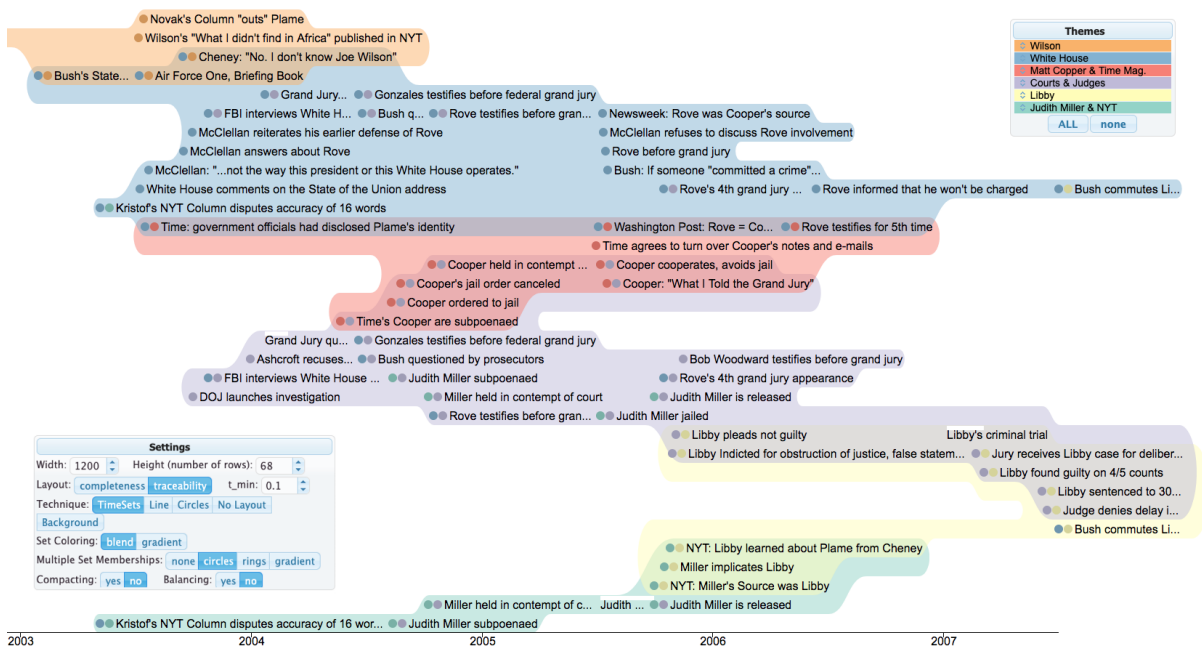 Novak's Column "outs" Plame
Wilson's "What I didn't find in Africa" published in NYT
Cheney: "No. I don't know Joe Wilson"
Bush's State... Air Force One, Briefing Book
Grand Jury... Gonzales testifies before federal grand jury
FBI interviews White H... Bush q... Rove testifies before gran... Newsweek: Rove was Cooper's source
McClellan reiterates his earlier defense of Rove McClellan refuses to discuss Rove involvement
McClellan answers about Rove Rove before grand jury
McClellan: "...not the way this president or this White House operates." Bush: If someone "committed a crime"...
White House comments on the State of the Union address Rove's 4th grand jury ... Rove informed that he won't be charged Bush commutes Li...
Kristof's NYT Column disputes accuracy of 16 words
Time: government officials had disclosed Plame's identity Washington Post: Rove = Co... Rove testifies for 5th time
Time agrees to turn over Cooper's notes and e-mails
Cooper held in contempt ... Cooper cooperates, avoids jail
Cooper's jail order canceled Cooper: "What I Told the Grand Jury"
Cooper ordered to jail
Time's Cooper are subpoenaed
Grand Jury qu... Gonzales testifies before federal grand jury
Ashcroft recuses... Bush questioned by prosecutors Bob Woodward testifies before grand jury
FBI interviews White House ... Judith Miller subpoenaed Rove's 4th grand jury appearance
DOJ launches investigation Miller held in contempt of court Judith Miller is released
Rove testifies before gran... Judith Miller jailed
Libby pleads not guilty Libby's criminal trial
Libby Indicted for obstruction of justice, false statem... Jury receives Libby case for deliber...
Libby found guilty on 4/5 counts
Libby sentenced to 30...
Judge denies delay i...
Bush commutes Li...
NYT: Libby learned about Plame from Cheney
Miller implicates Libby
NYT: Miller's Source was Libby
Miller held in contempt of c... Judith ... Judith Miller is released
Kristof's NYT Column disputes accuracy of 16 wor... Judith Miller subpoenaed
2003 2004 2005 2006 2007
Themes
Wilson
White House
Matt Copper & Time Mag.
Courts & Judges
Libby
Judith Miller & NYT
ALL none
Settings
Width: 1200 Height (number of rows): 68
Layout: completeness traceability t_min: 0.1
Technique: TimeSets Line Circles No Layout
Background
Set Coloring: blend gradient
Multiple Set Memberships: none circles rings gradient
Compacting: yes no Balancing: yes no